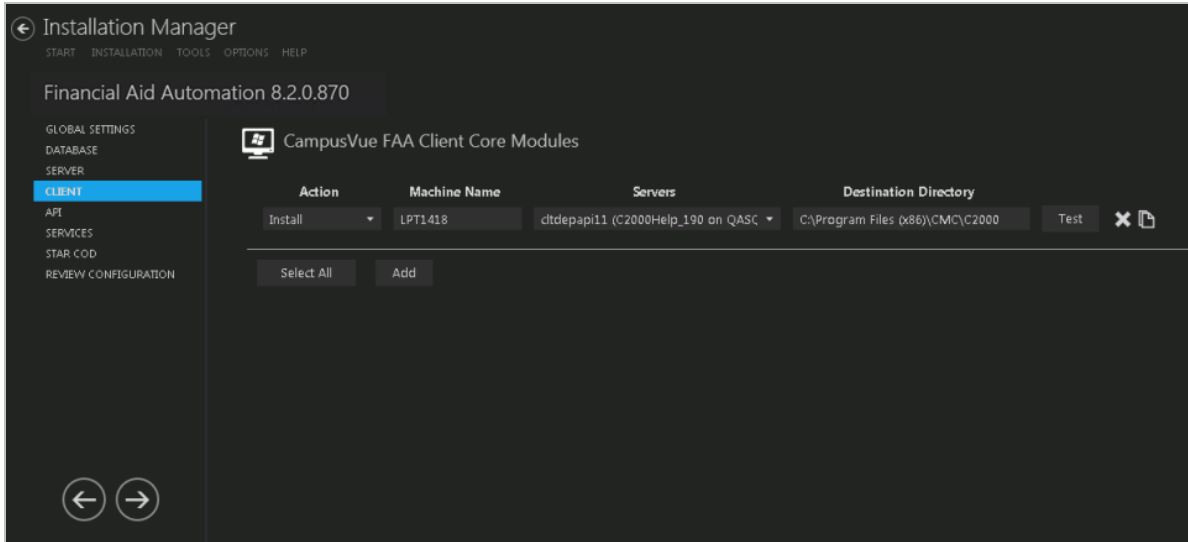 Installation Manager
START INSTALLATION TOOLS OPTIONS HELP
Financial Aid Automation 8.2.0.870
GLOBAL SETTINGS
DATABASE
SERVER
CLIENT
API
SERVICES
STAR COD
REVIEW CONFIGURATION
CampusVue FAA Client Core Modules
Action Machine Name Servers Destination Directory
Install LPT1418 cltdepapi11 (C2000Help_190 on QASC C:\Program Files (x86)\CMC\C2000 Test
Select All Add